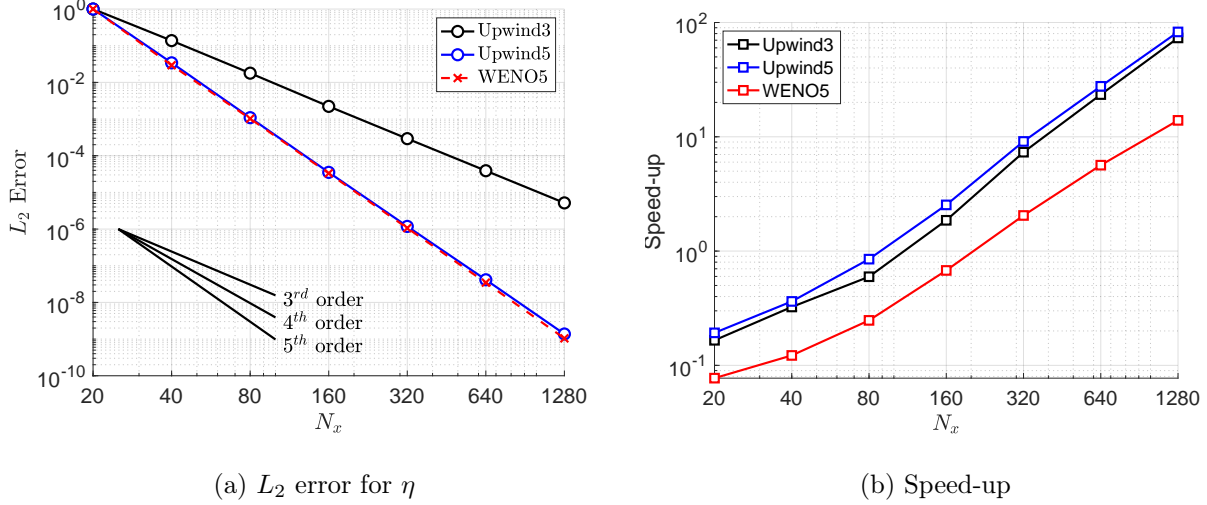 10^0
10^-2
10^-4
10^-6
10^-8
10^-10
L_2 Error
Upwind3
Upwind5
WENO5
3^rd order
4^th order
5^th order
20 40 80 160 320 640 1280
N_x
(a) L_2 error for η
10^2
10^1
10^0
10^-1
Speed-up
Upwind3
Upwind5
WENO5
20 40 80 160 320 640 1280
N_x
(b) Speed-up